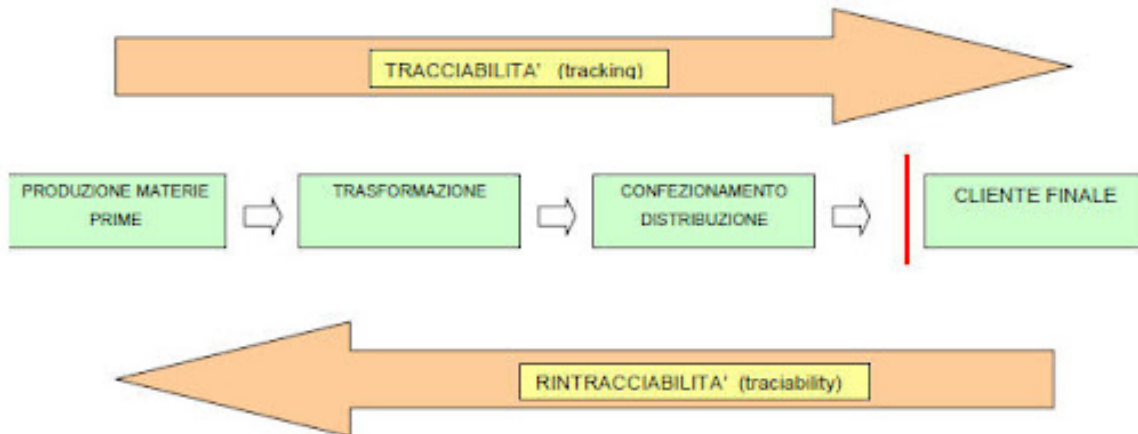 TRACCIABILITA' (tracking)
PRODUZIONE MATERIE
PRIME
TRASFORMAZIONE
CONFEZIONAMENTO
DISTRIBUZIONE
CLIENTE FINALE
RINTRACCIABILITA' (traciability)